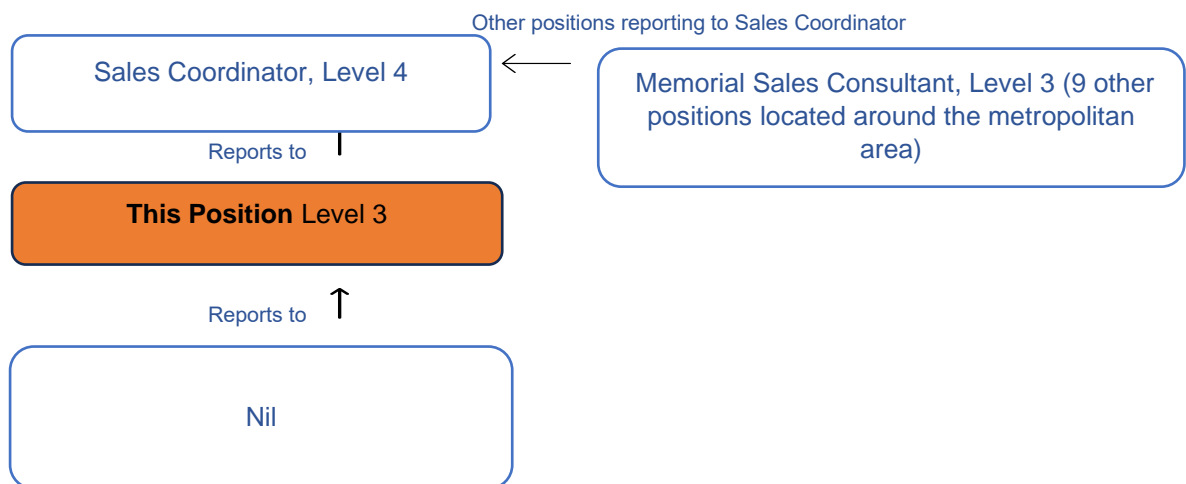 Other positions reporting to Sales Coordinator
Sales Coordinator, Level 4
Memorial Sales Consultant, Level 3 (9 other
positions located around the metropolitan
area)
Reports to
This Position Level 3
Reports to
Nil